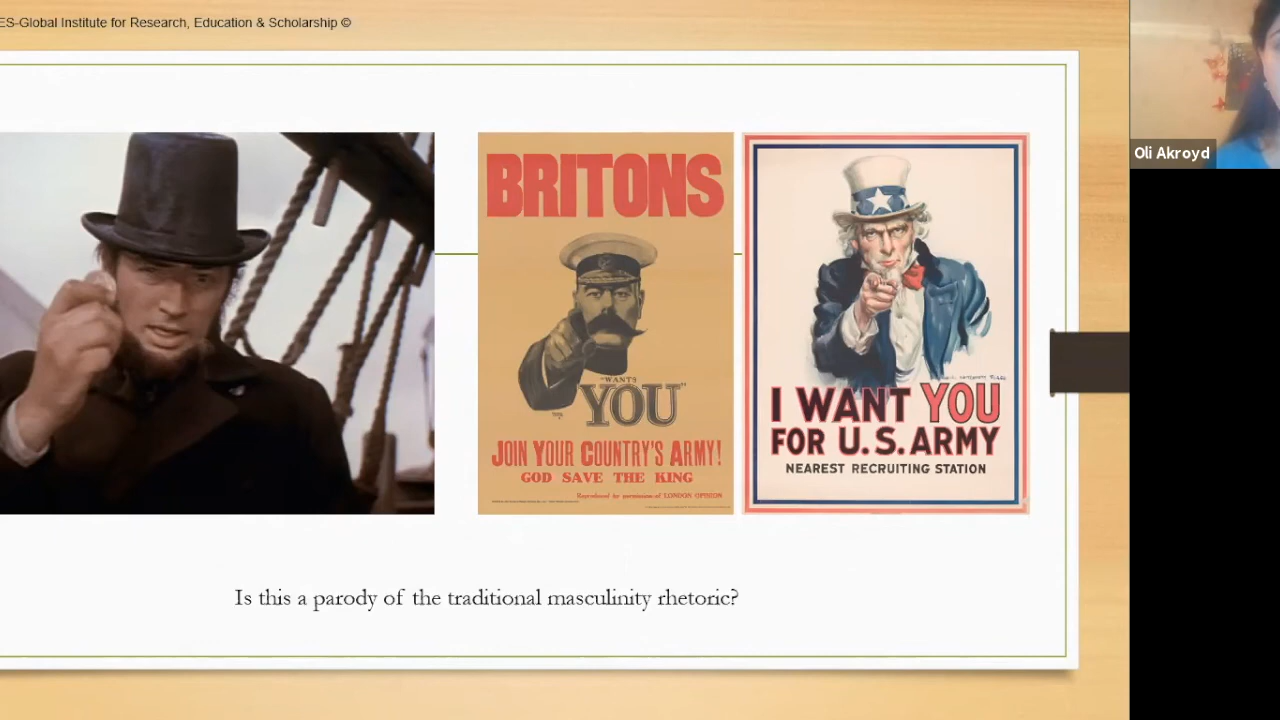 ES-Global Institute for Research, Education & Scholarship ©
Oli Akroyd
BRITONS
"WANTS
YOU"
JOIN YOUR COUNTRY'S ARMY!
GOD SAVE THE KING
Reproduced by permission of LONDON OPINION
I WANT YOU
FOR U.S. ARMY
NEAREST RECRUITING STATION
Is this a parody of the traditional masculinity rhetoric?